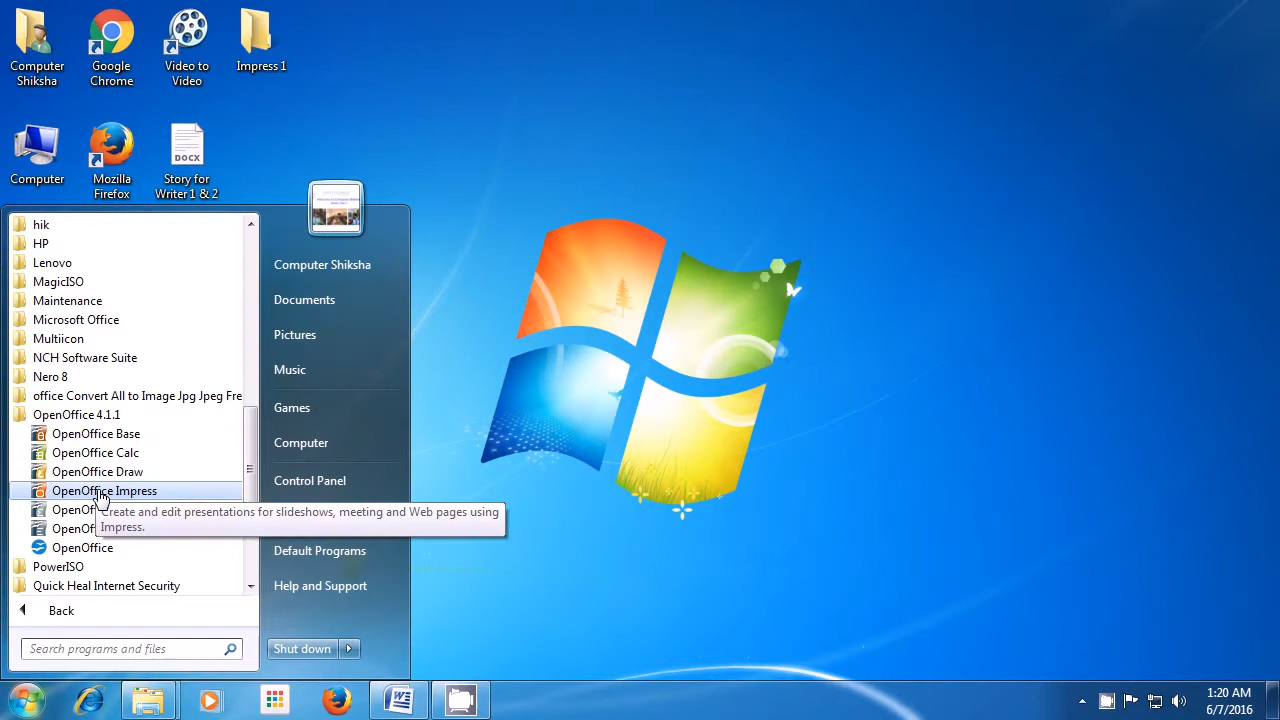 Computer
Shiksha
Google
Chrome
Video to
Video
Impress 1
Computer
Mozilla
Firefox
DOCX
Story for
Writer 1 & 2
hik
HP
Lenovo
MagicISO
Maintenance
Microsoft Office
Multiicon
NCH Software Suite
Nero 8
office Convert All to Image Jpg Jpeg Fre
OpenOffice 4.1.1
OpenOffice Base
OpenOffice Calc
OpenOffice Draw
OpenOffice Impress
Create and edit presentations for slideshows, meeting and Web pages using
Impress.
OpenOffice
PowerISO
Quick Heal Internet Security
Back
Search programs and files
Computer Shiksha
Documents
Pictures
Music
Games
Computer
Control Panel
Default Programs
Help and Support
Shut down
1:20 AM
6/7/2016